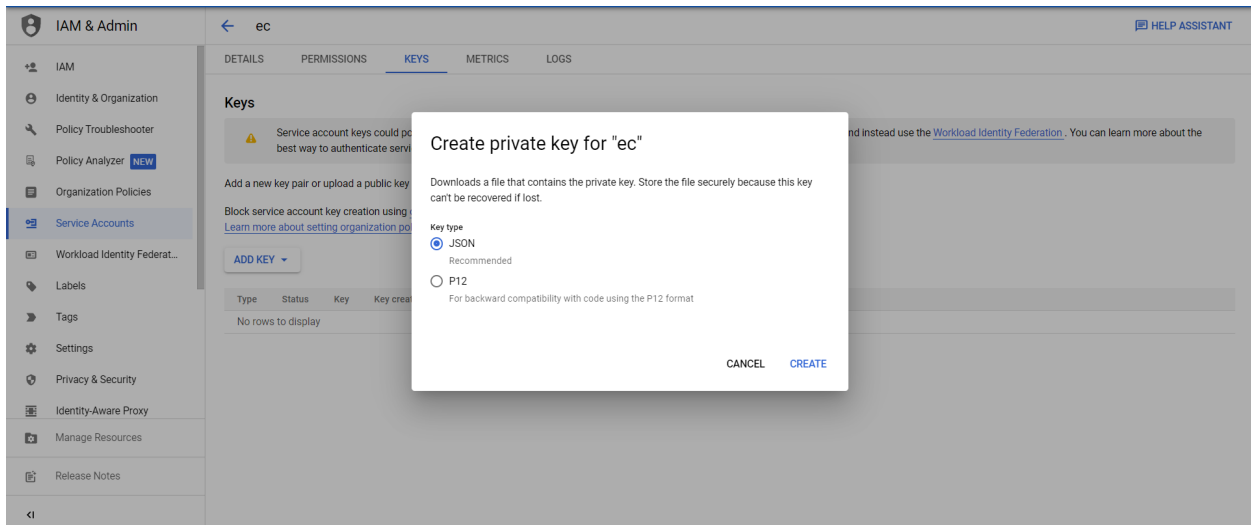 IAM & Admin
ec
HELP ASSISTANT
IAM
Identity & Organization
Policy Troubleshooter
Policy Analyzer NEW
Organization Policies
Service Accounts
Workload Identity Federat...
Labels
Tags
Settings
Privacy & Security
Identity-Aware Proxy
Manage Resources
Release Notes
DETAILS PERMISSIONS KEYS METRICS LOGS
Keys
Service account keys could
instead use the Workload Identity Federation . You can learn more about the
best way to authenticate
Add a new key pair or upload a public key
Block service account key creation using
Learn more about setting organization
ADD KEY
Type Status Key Key
No rows to display
Create private key for "ec"
Downloads a file that contains the private key. Store the file securely because this key
can't be recovered if lost.
Key type
JSON
Recommended
P12
For backward compatibility with code using the P12 format
CANCEL CREATE